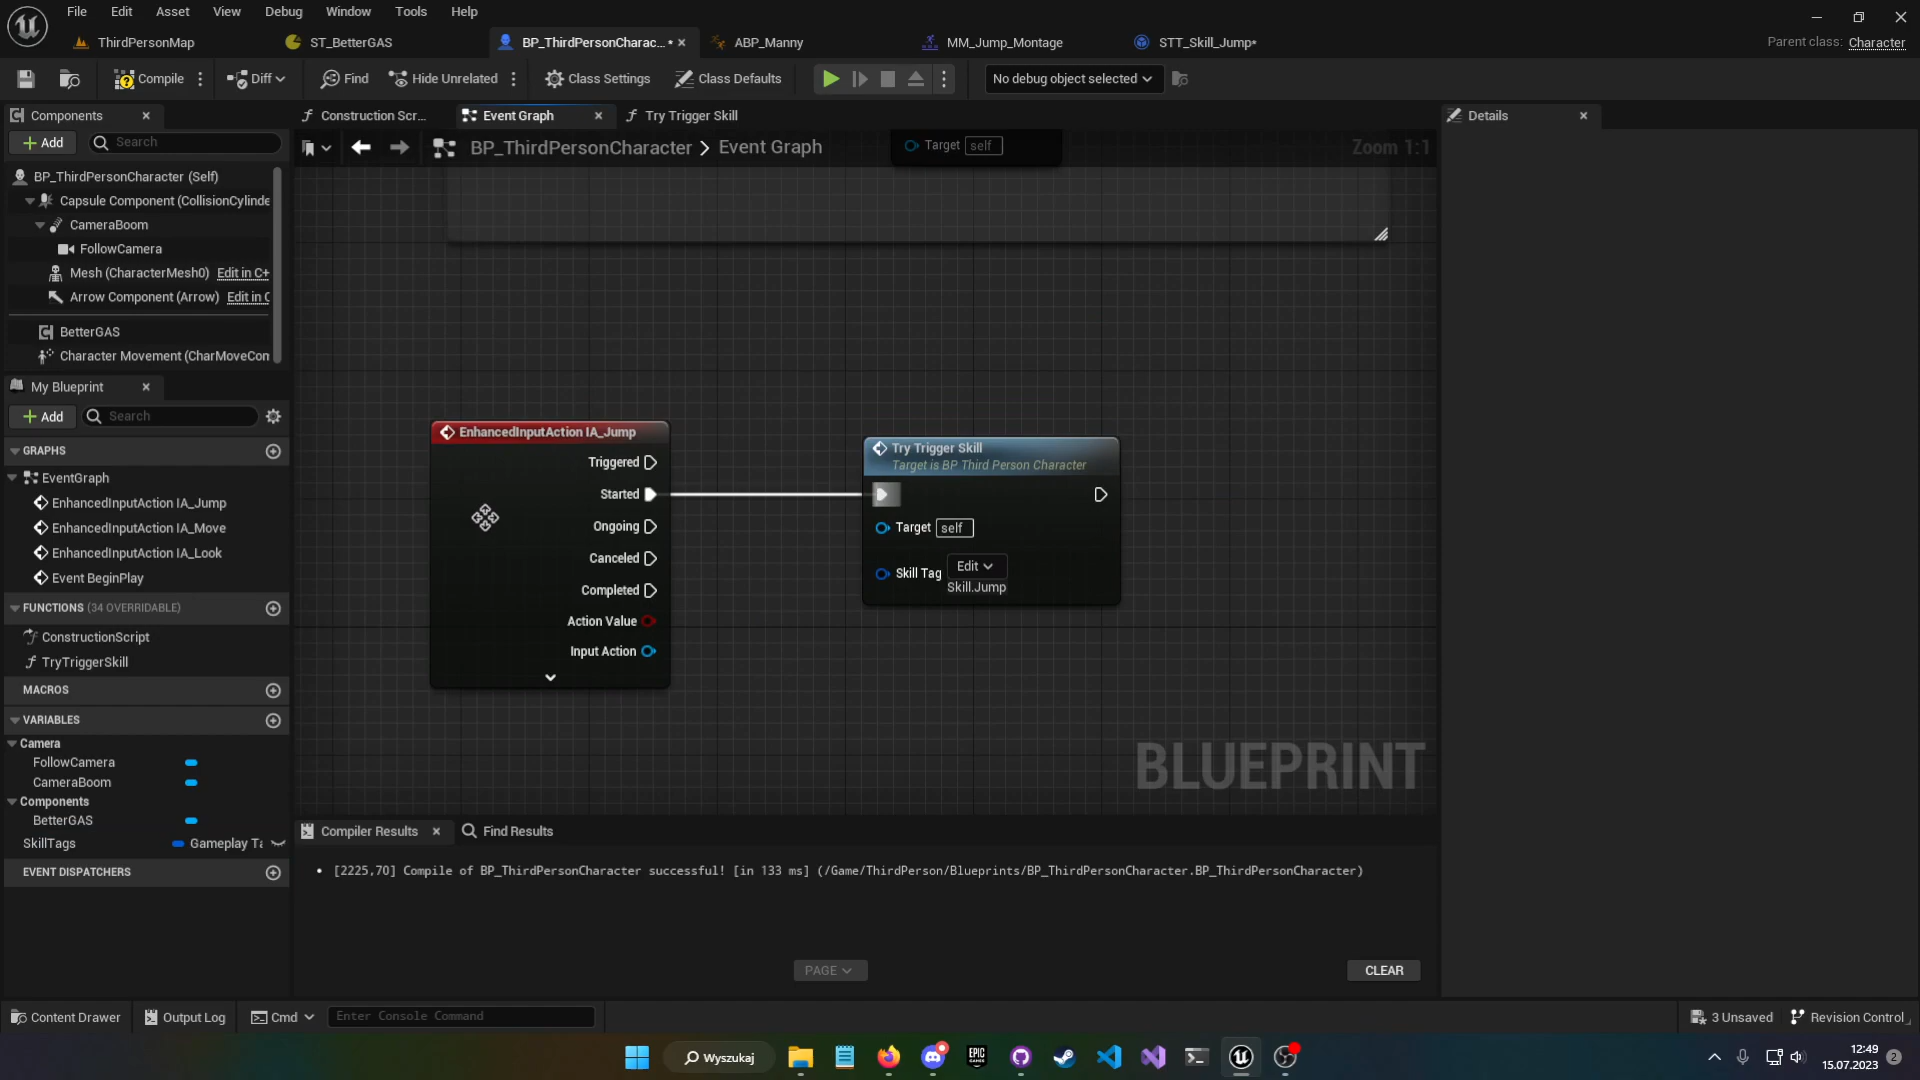 File Edit Asset View Debug Window Tools Help
ThirdPersonMap ST_BetterGAS BP_ThirdPersonCharac...* ABP_Manny MM_Jump_Montage STT_Skill_Jump*
Parent class: Character
Compile Diff Find Hide Unrelated Class Settings Class Defaults No debug object selected
Components
Add Search
BP_ThirdPersonCharacter (Self)
Capsule Component (CollisionCylinde
CameraBoom
FollowCamera
Mesh (CharacterMesh0) Edit in C+
Arrow Component (Arrow) Edit in C
BetterGAS
Character Movement (CharMoveCon
My Blueprint
Add Search
GRAPHS
EventGraph
EnhancedInputAction IA_Jump
EnhancedInputAction IA_Move
EnhancedInputAction IA_Look
Event BeginPlay
FUNCTIONS (34 OVERRIDABLE)
ConstructionScript
TryTriggerSkill
MACROS
VARIABLES
Camera
FollowCamera
CameraBoom
Components
BetterGAS
SkillTags Gameplay Ta
EVENT DISPATCHERS
Construction Scr... Event Graph Try Trigger Skill
BP_ThirdPersonCharacter > Event Graph
Target self
Zoom 1:1
EnhancedInputAction IA_Jump
Triggered
Started
Ongoing
Canceled
Completed
Action Value
Input Action
Try Trigger Skill
Target is BP Third Person Character
Target self
Skill Tag Edit
Skill.Jump
BLUEPRINT
Compiler Results Find Results
[2225,70] Compile of BP_ThirdPersonCharacter successful! [in 133 ms] (/Game/ThirdPerson/Blueprints/BP_ThirdPersonCharacter.BP_ThirdPersonCharacter)
PAGE CLEAR
Details
Content Drawer Output Log Cmd Enter Console Command 3 Unsaved Revision Control
Wyszukaj EPIC GAMES
12:49
15.07.2023
2